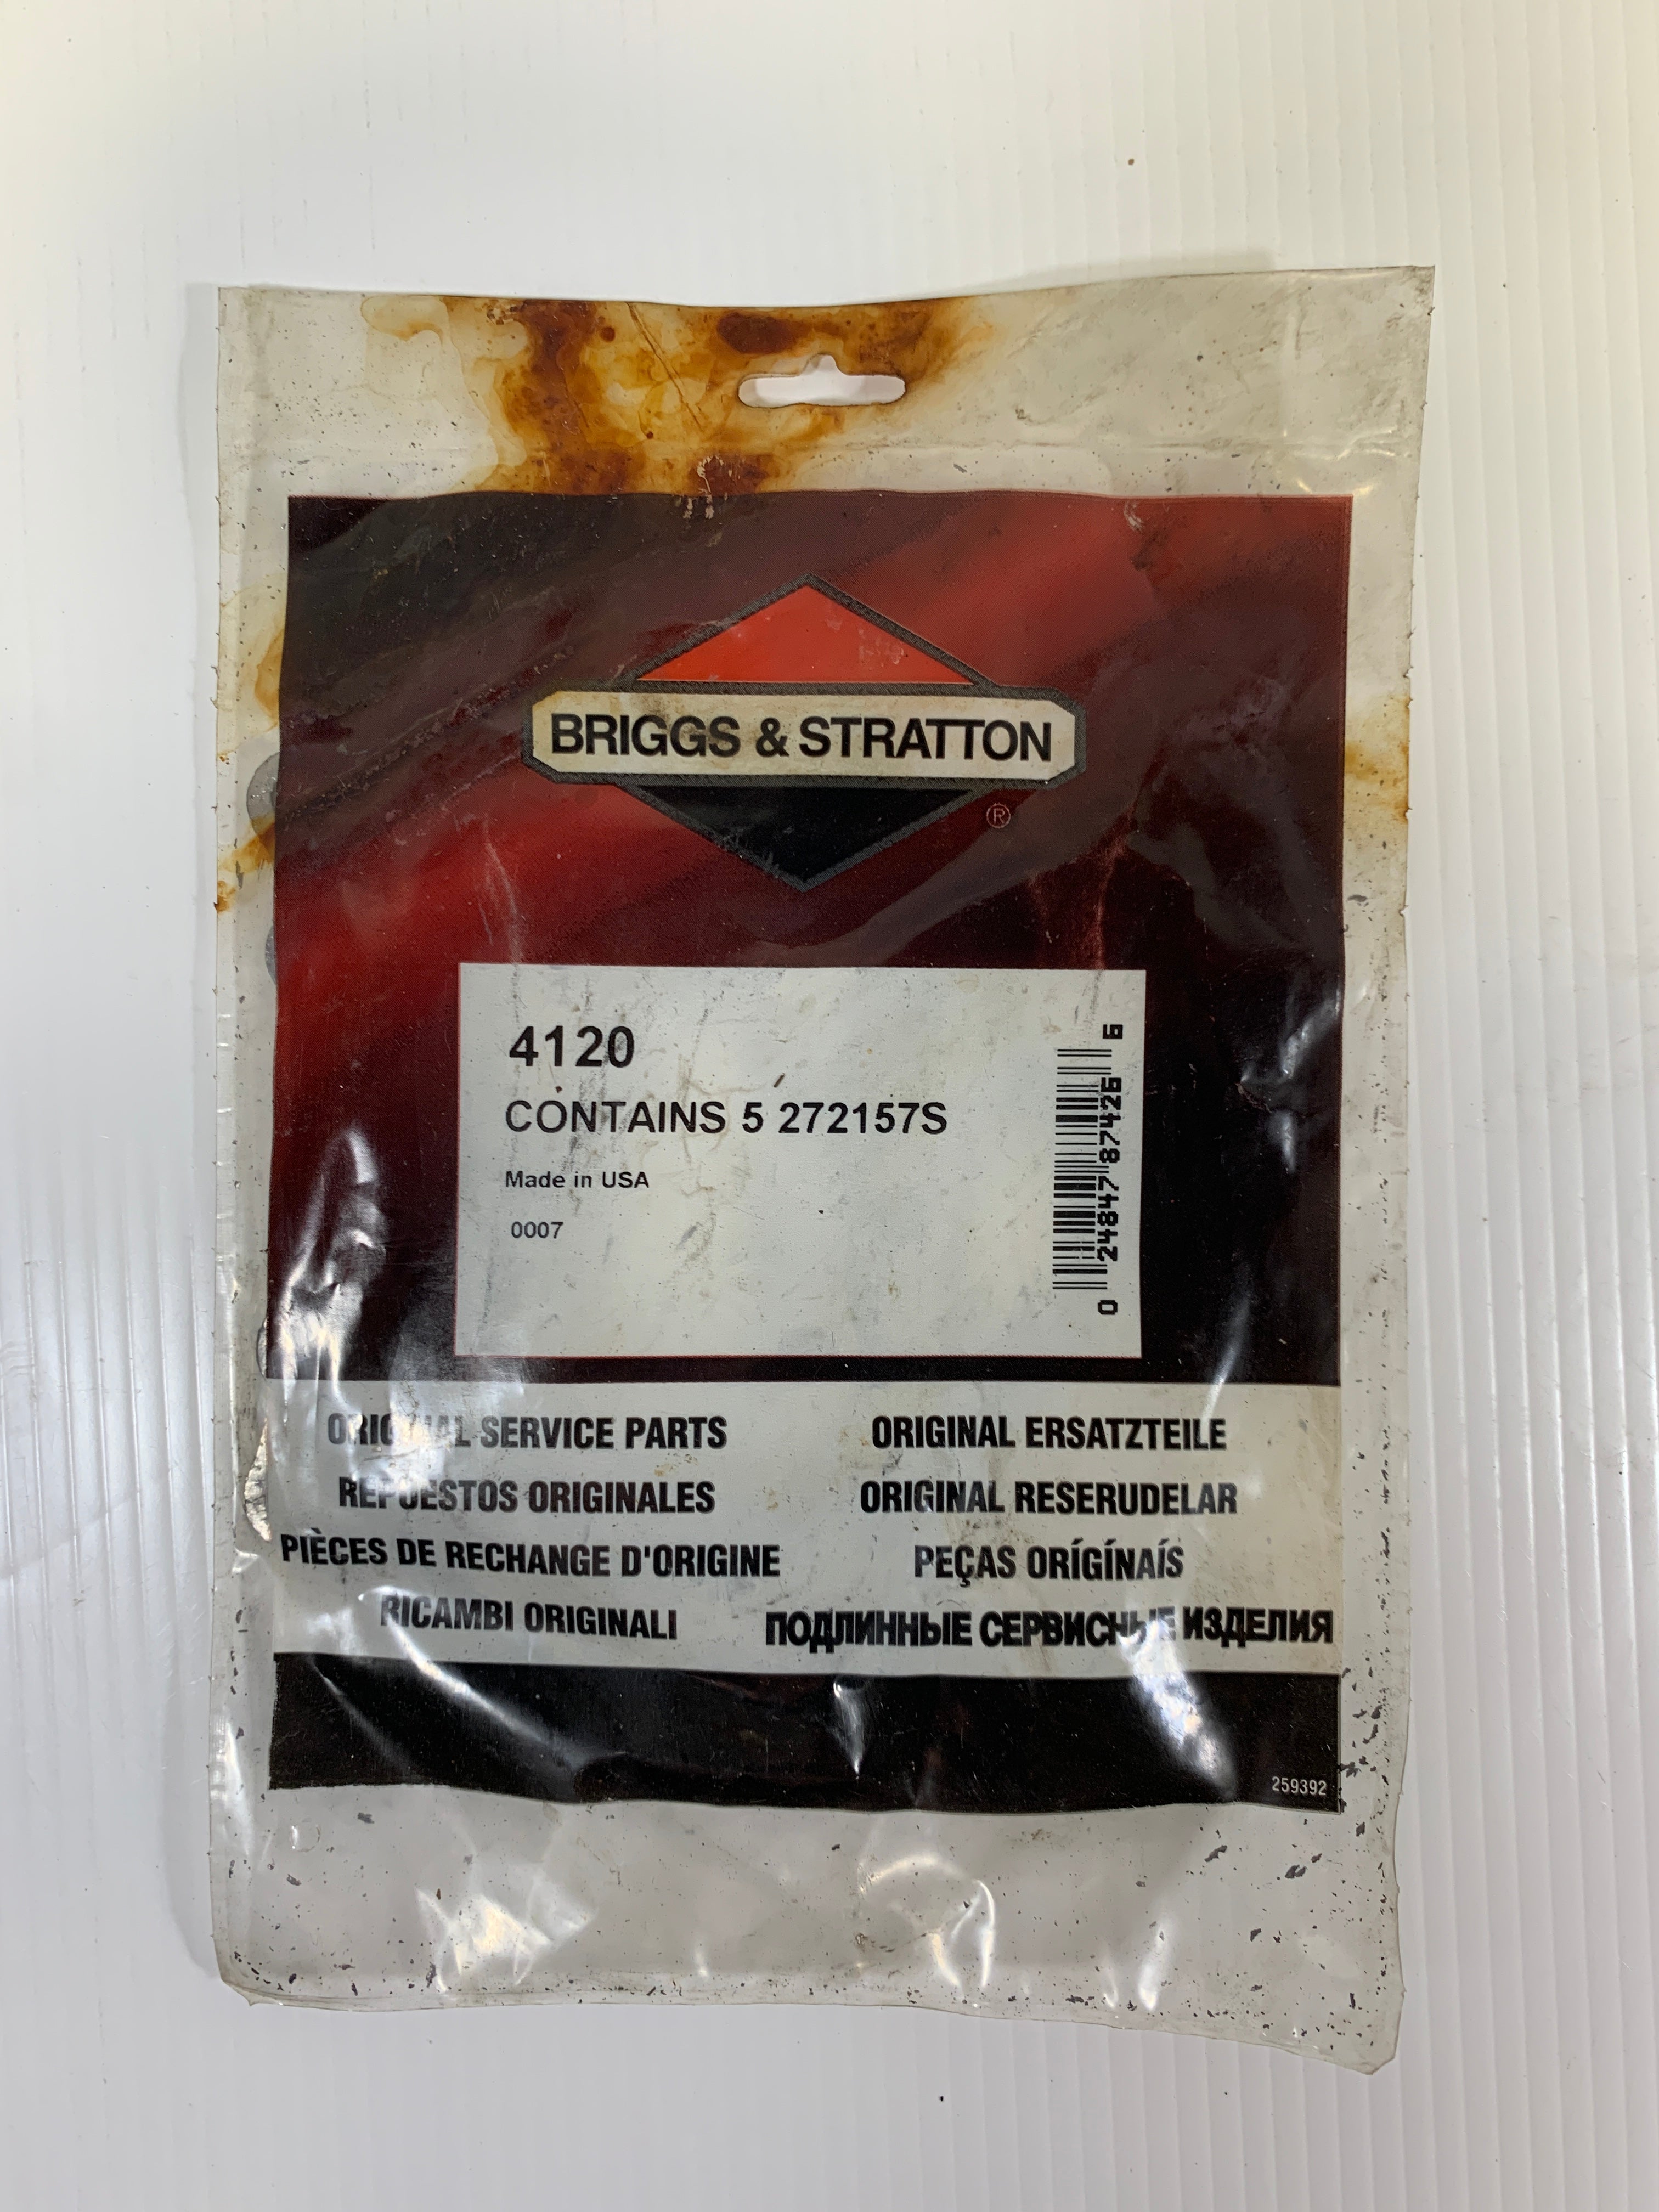 BRIGGS & STRATTON
®
4120
CONTAINS 5 272157S
Made in USA
0007
0 24847 87426 6
ORIGINAL SERVICE PARTS
REPUESTOS ORIGINALES
PIÈCES DE RECHANGE D'ORIGINE
RICAMBI ORIGINALI
ORIGINAL ERSATZTEILE
ORIGINAL RESERUDELAR
PEÇAS ORÍGÍNAÍS
ПОДЛИННЫЕ СЕРВИСНЫЕ ИЗДЕЛИЯ
259392